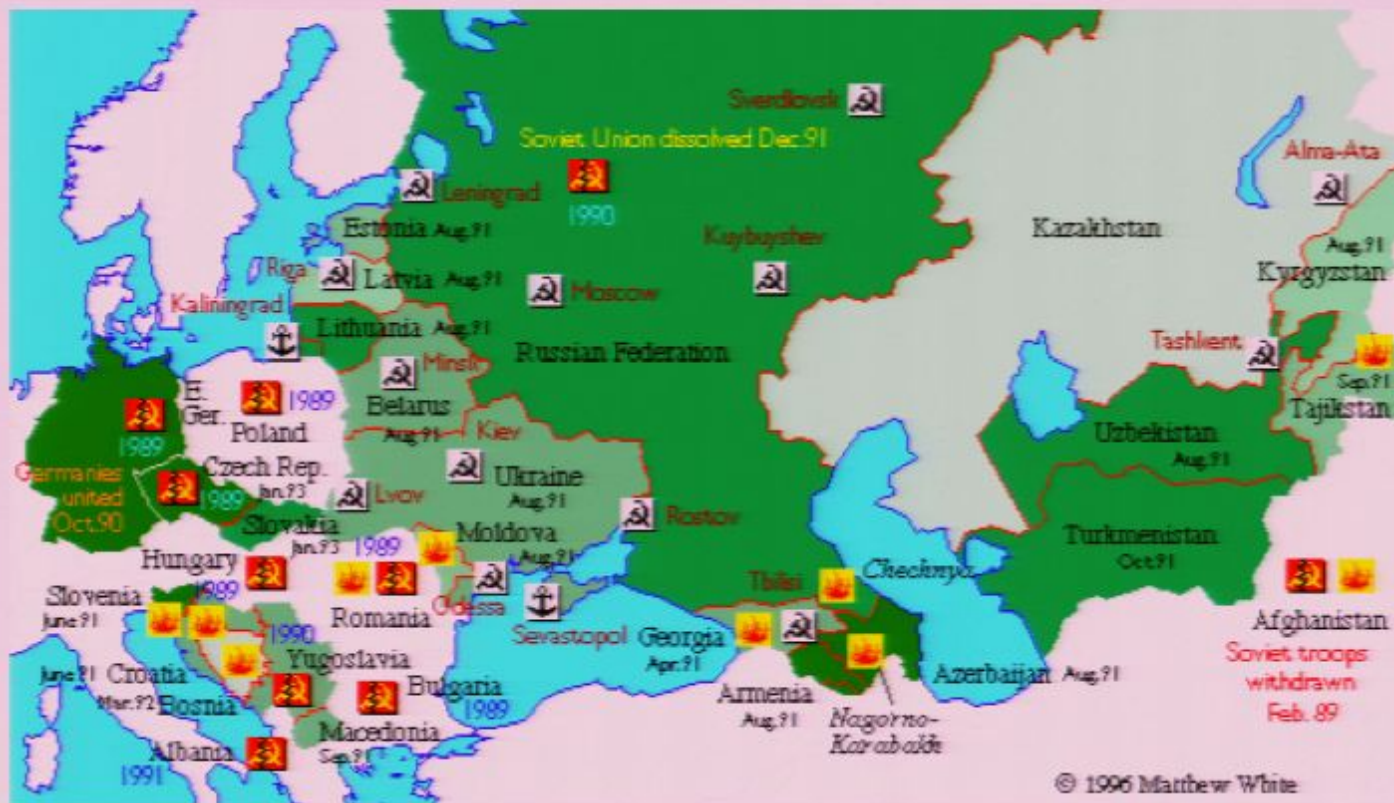 Sverdlovsk
Soviet Union dissolved Dec.91
Alma-Ata
Leningrad
1990
Estonia Aug.91
Kuybuyshev
Kazakhstan
Aug.91
Kyrgyzstan
Riga
Latvia Aug.91
Moscow
Kaliningrad
Lithuania Aug.91
Russian Federation
Tashkent
Minsk
Sep.91
Tajikstan
E.
Ger.
1989
Poland
Belarus
Aug.91
Kiev
Uzbekistan
Aug.91
1989
Germanies
united
Oct.90
Czech Rep.
Jan.93
1989
Lvov
Ukraine
Aug.91
Rostov
Slovakia
Jan.93
1989
Moldova
Aug.91
Turkmenistan
Oct.91
Hungary
1989
Chechnya
Tbilisi
Slovenia
June 91
Romania
Odessa
Sevastopol
Georgia
Apr.91
Afghanistan
Soviet troops
withdrawn
Feb. 89
1990
Yugoslavia
June 91
Croatia
Mar.92
Bosnia
Bulgaria
1989
Armenia
Aug.91
Azerbaijan Aug.91
Nagorno-
Karabakh
Macedonia
Sep.91
Albania
1991
© 1996 Matthew White